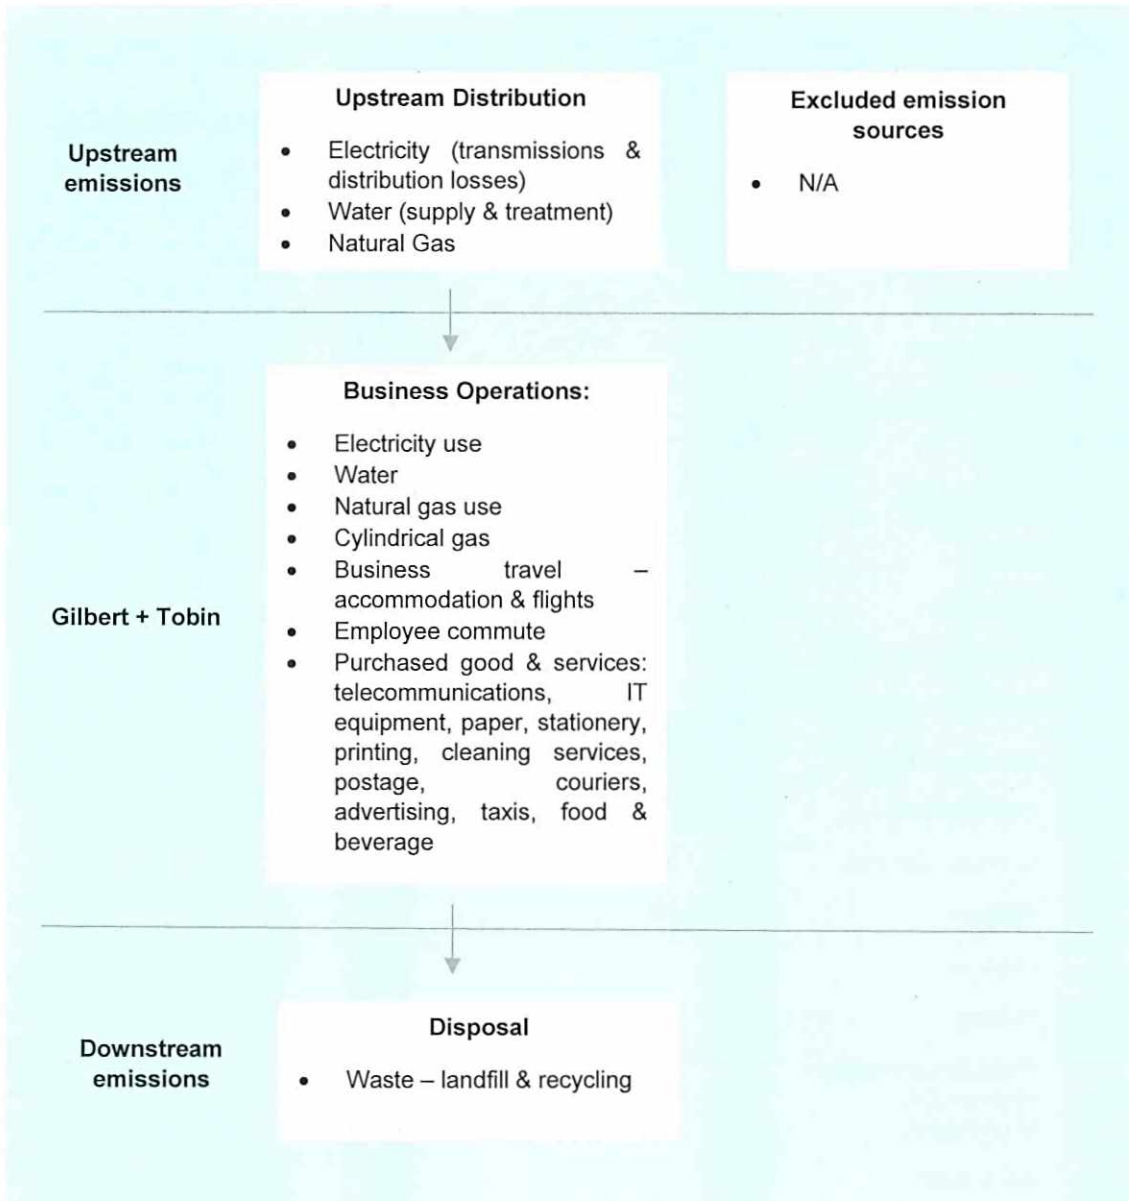 Upstream
emissions
Upstream Distribution
• Electricity (transmissions &
distribution losses)
• Water (supply & treatment)
• Natural Gas
Excluded emission
sources
• N/A
Gilbert + Tobin
Business Operations:
• Electricity use
• Water
• Natural gas use
• Cylindrical gas
• Business travel –
accommodation & flights
• Employee commute
• Purchased good & services:
telecommunications, IT
equipment, paper, stationery,
printing, cleaning services,
postage, couriers,
advertising, taxis, food &
beverage
Downstream
emissions
Disposal
• Waste – landfill & recycling